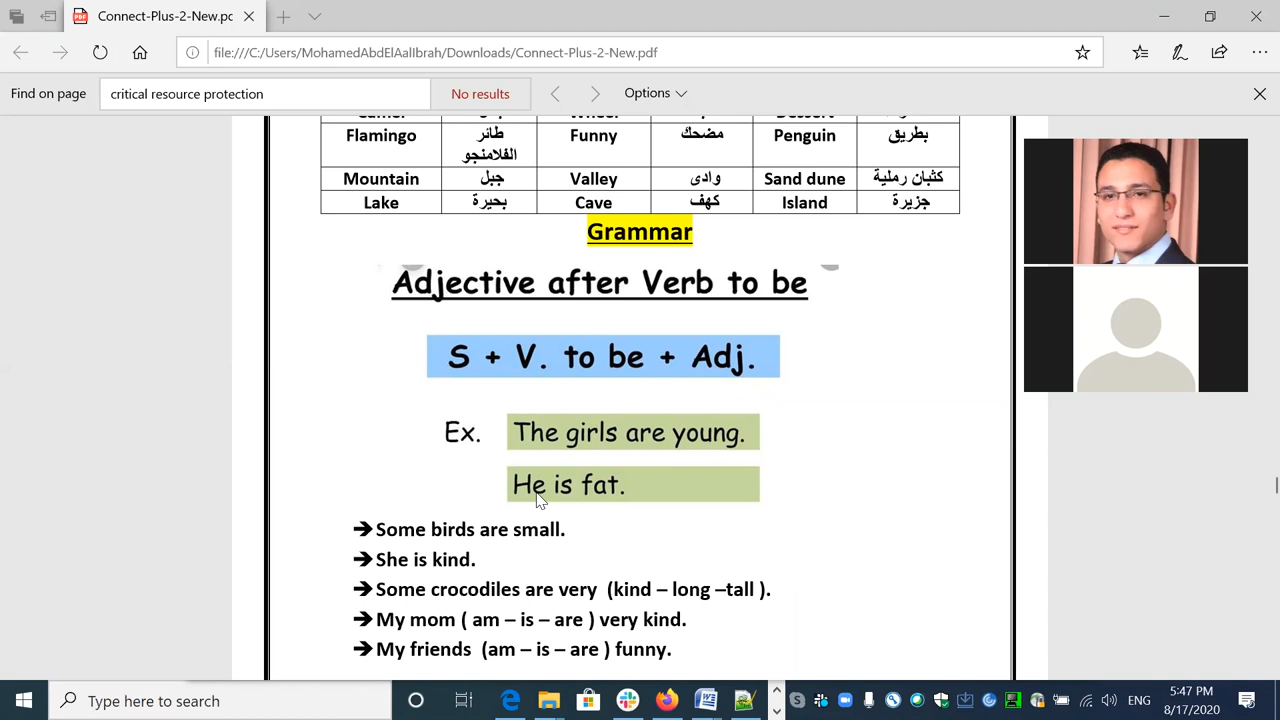 Connect-Plus-2-New.pdf
file:///C:/Users/MohamedAbdElAalIbrah/Downloads/Connect-Plus-2-New.pdf
Find on page critical resource protection No results Options
Flamingo طائر الفلامنجو Funny مضحك Penguin بطريق
Mountain جبل Valley وادى Sand dune كثبان رملية
Lake بحيرة Cave كهف Island جزيرة
Grammar
Adjective after Verb to be
S + V. to be + Adj.
Ex. The girls are young.
He is fat.
➔ Some birds are small.
➔ She is kind.
➔ Some crocodiles are very (kind – long –tall ).
➔ My mom ( am – is – are ) very kind.
➔ My friends (am – is – are ) funny.
Type here to search
ENG
5:47 PM
8/17/2020